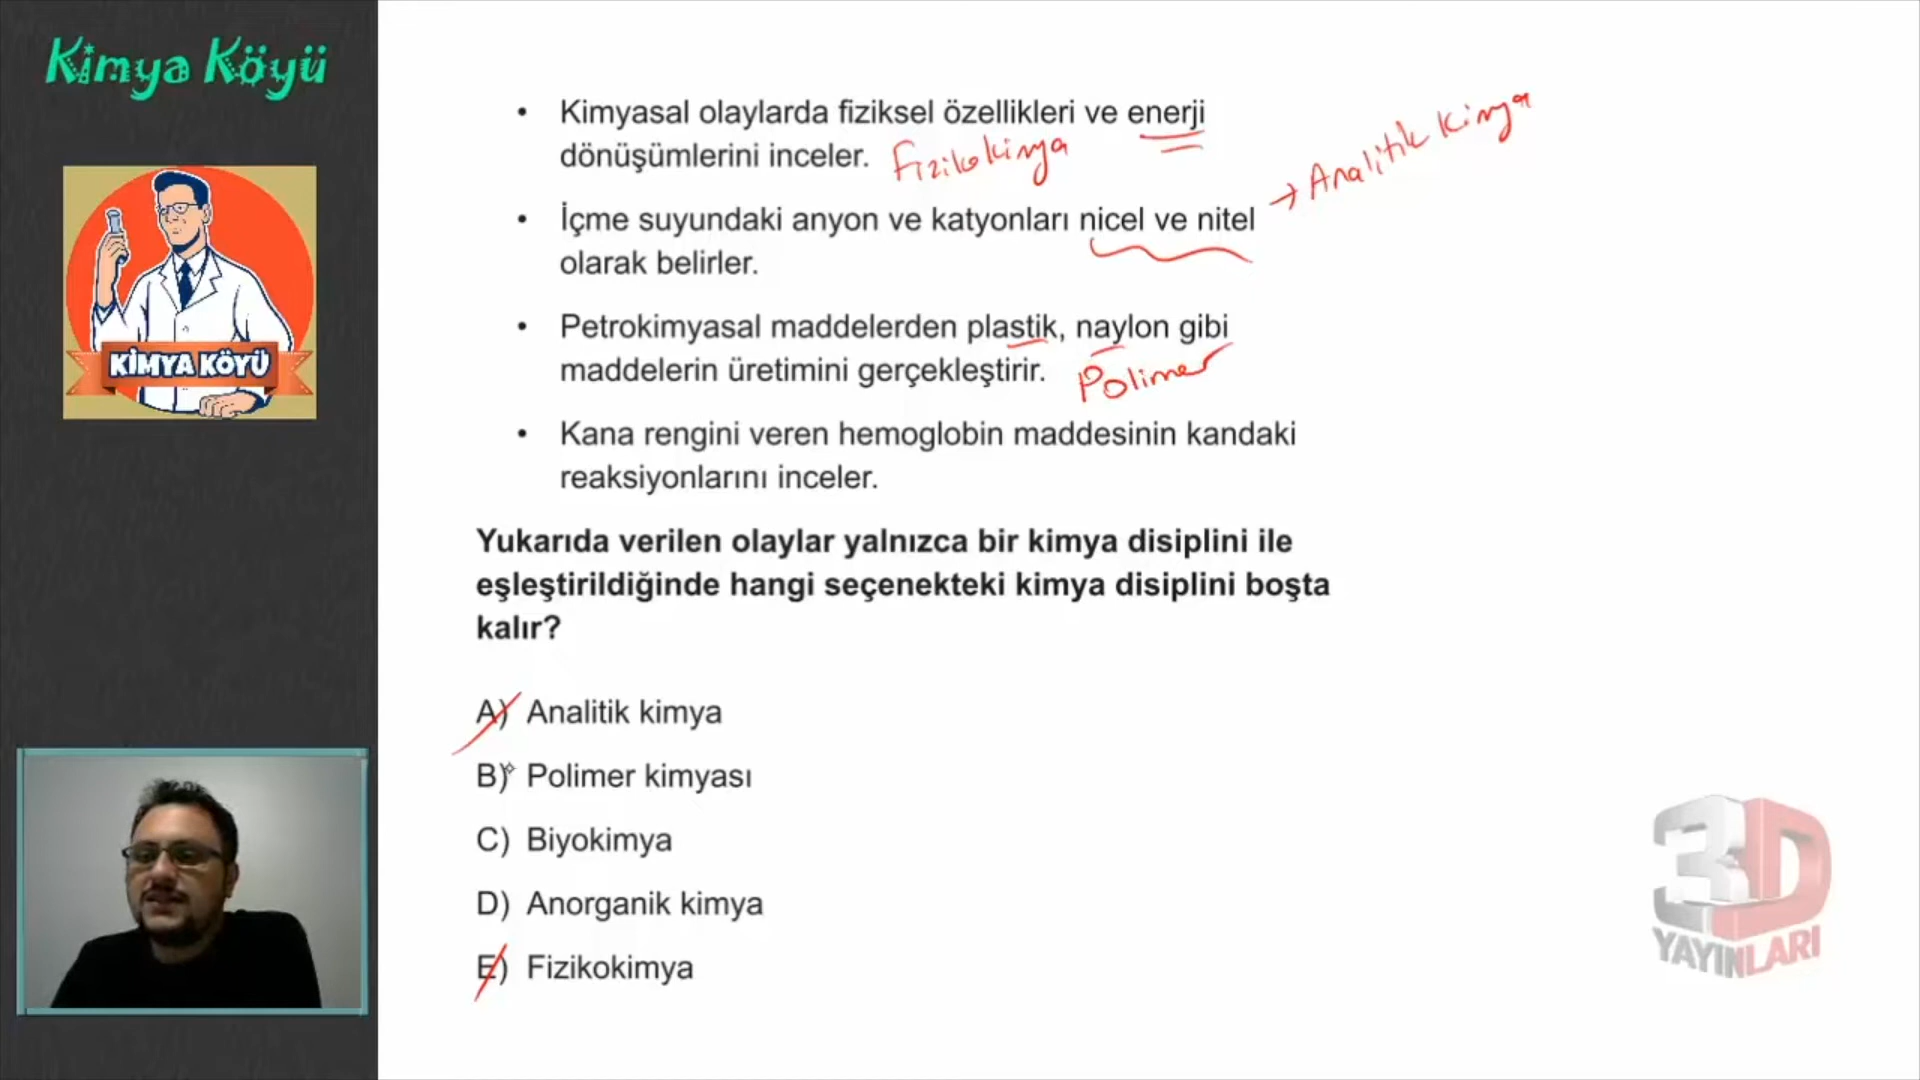 Kimya Köyü
KİMYA KÖYÜ
• Kimyasal olaylarda fiziksel özellikleri ve enerji
dönüşümlerini inceler. Fizikokimya
→ Analitik Kimya
• İçme suyundaki anyon ve katyonları nicel ve nitel
olarak belirler.
• Petrokimyasal maddelerden plastik, naylon gibi
maddelerin üretimini gerçekleştirir. Polimer
• Kana rengini veren hemoglobin maddesinin kandaki
reaksiyonlarını inceler.
Yukarıda verilen olaylar yalnızca bir kimya disiplini ile
eşleştirildiğinde hangi seçenekteki kimya disiplini boşta
kalır?
A) Analitik kimya
B) Polimer kimyası
C) Biyokimya
D) Anorganik kimya
E) Fizikokimya
3D
YAYINLARI